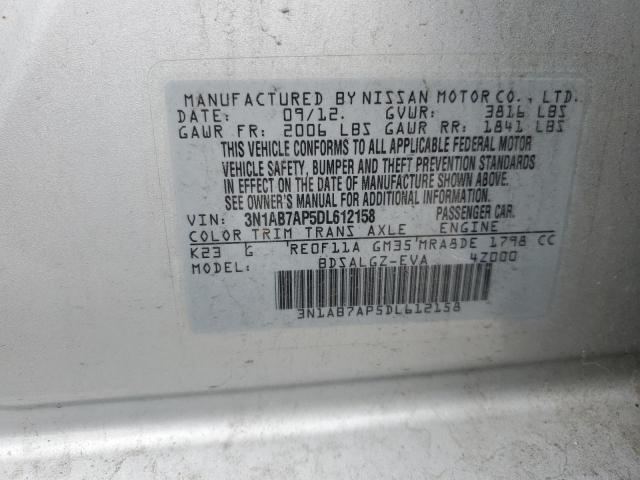 MANUFACTURED BY NISSAN MOTOR CO., LTD.
DATE: 09/12. GVWR: 3816 LBS
GAWR FR: 2006 LBS GAWR RR: 1841 LBS
THIS VEHICLE CONFORMS TO ALL APPLICABLE FEDERAL MOTOR
VEHICLE SAFETY, BUMPER AND THEFT PREVENTION STANDARDS
IN EFFECT ON THE DATE OF MANUFACTURE SHOWN ABOVE. SEE
OWNER'S MANUAL FOR ADDITIONAL INFORMATION.
VIN: 3N1AB7AP5DL612158 PASSENGER CAR.
COLOR TRIM TRANS AXLE ENGINE
K23 G RE0F11A GM35 MRA8DE 1798 CC
MODEL: BDSALGZ-EVA 4Z000
3N1AB7AP5DL612158